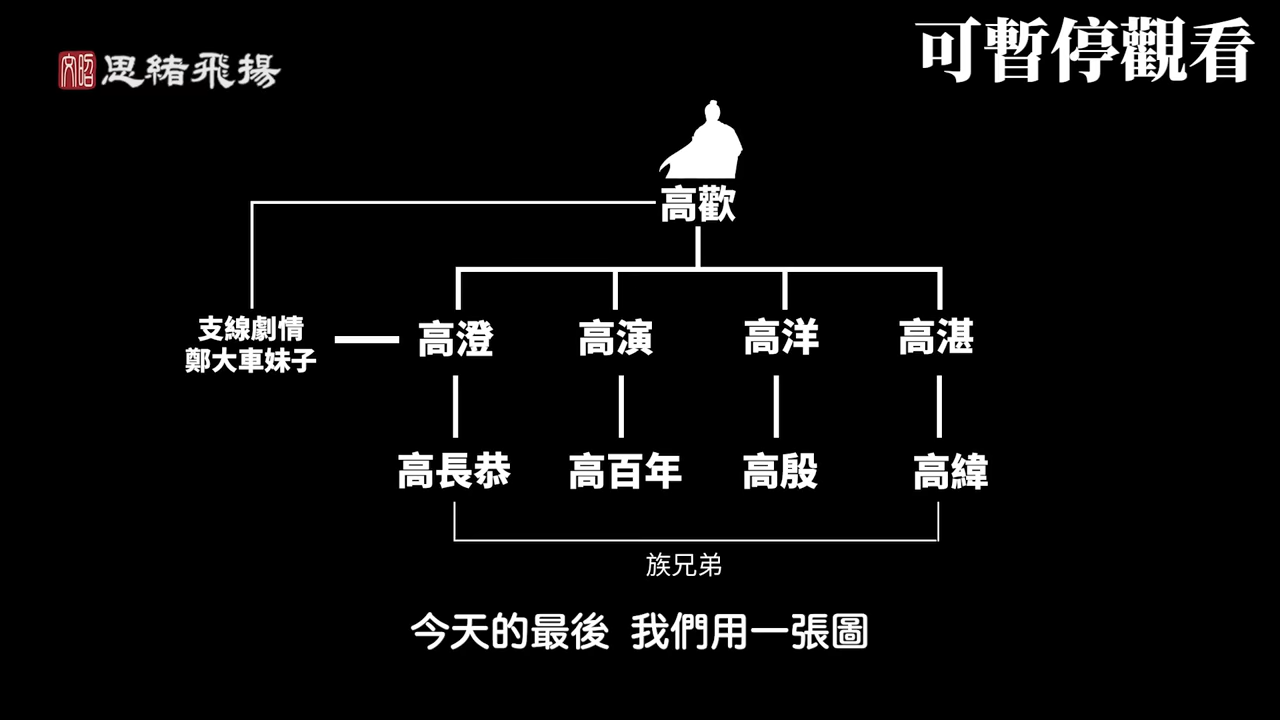 可暫停觀看
文昭 思緒飛揚
高歡
支線劇情
鄭大車妹子
高澄 高演 高洋 高湛
高長恭 高百年 高殷 高緯
族兄弟
今天的最後 我們用一張圖